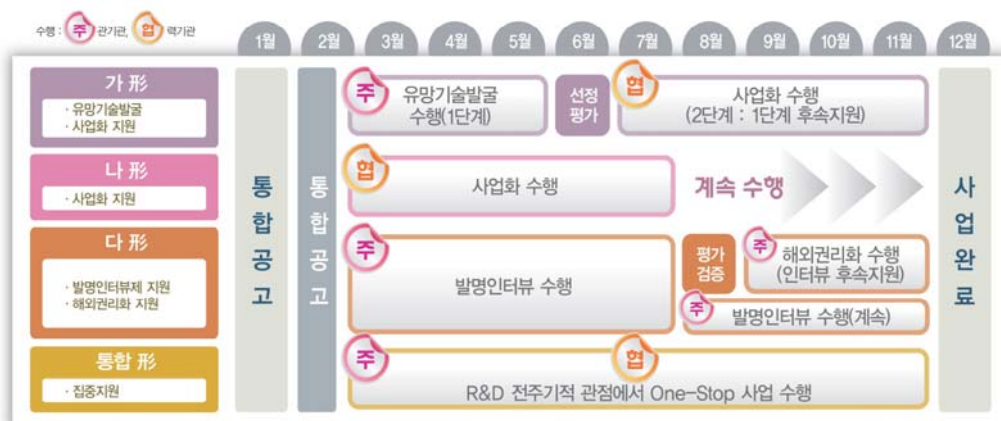 수행 : 주 관기관, 협 력기관
1월 2월 3월 4월 5월 6월 7월 8월 9월 10월 11월 12월
가 形
· 유망기술발굴
· 사업화 지원
나 形
· 사업화 지원
다 形
· 발명인터뷰제 지원
· 해외권리화 지원
통합 形
· 집중지원
통합공고
통합공고
주
유망기술발굴
수행(1단계)
선정
평가
협
사업화 수행
(2단계 : 1단계 후속지원)
협
사업화 수행
계속 수행
주
발명인터뷰 수행
평가
검증
주
해외권리화 수행
(인터뷰 후속지원)
주
발명인터뷰 수행(계속)
주
협
R&D 전주기적 관점에서 One-Stop 사업 수행
사업완료